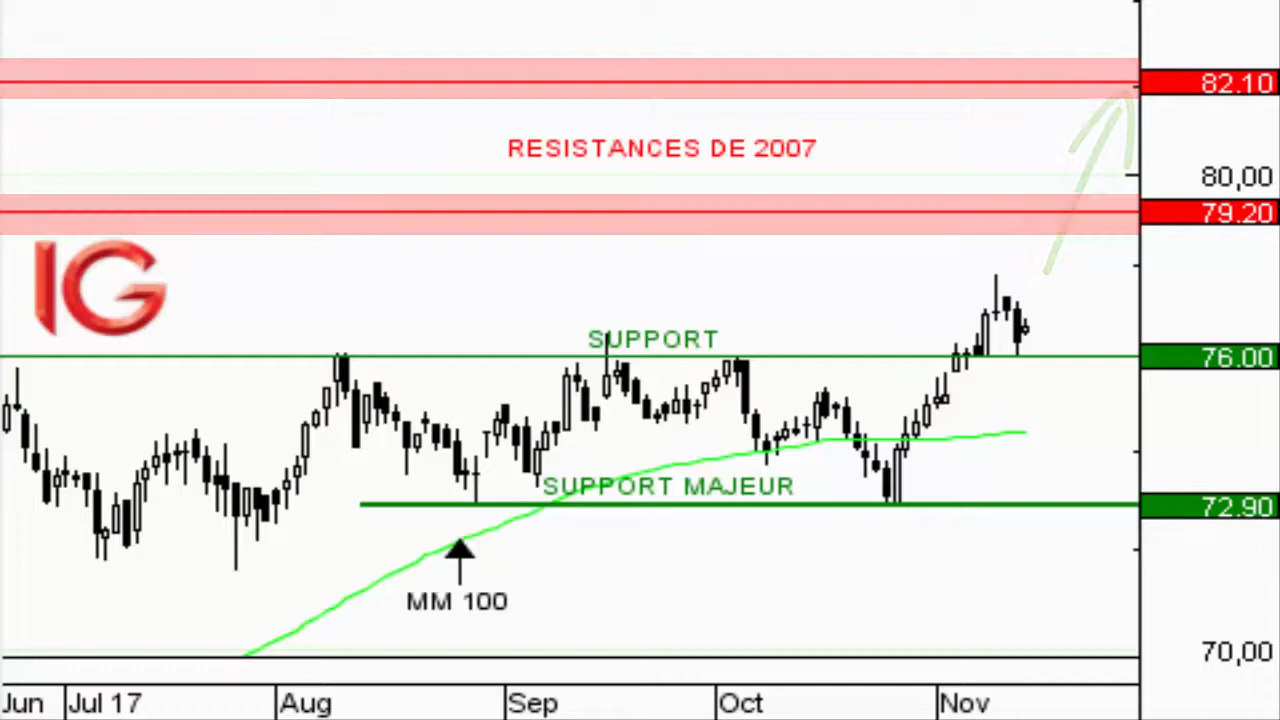 82.10
RESISTANCES DE 2007
80,00
79.20
IG
SUPPORT
76.00
SUPPORT MAJEUR
72.90
MM 100
70,00
Jun Jul 17 Aug Sep Oct Nov